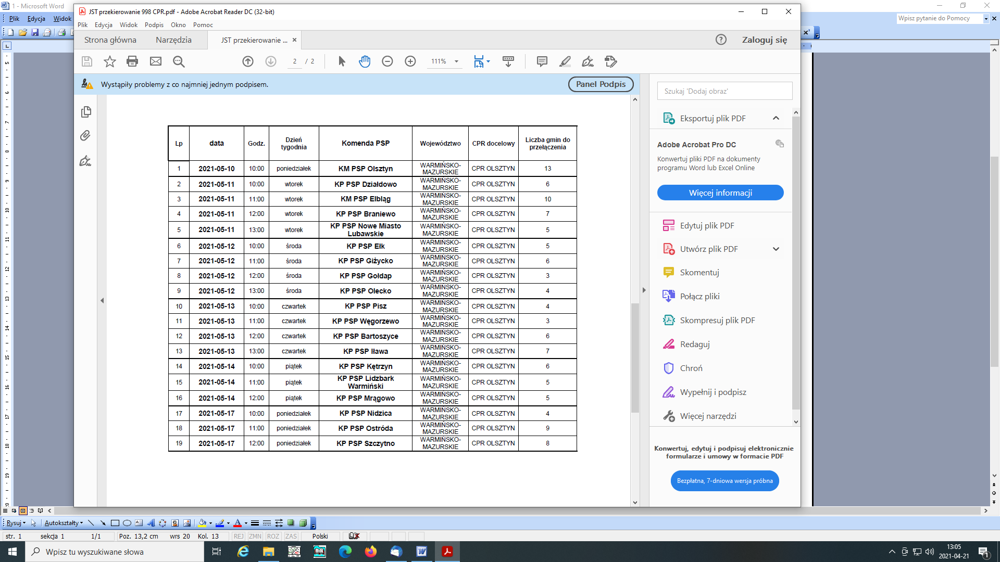 1 - Microsoft Word
Plik Edycja Widok
Wpisz pytanie do Pomocy
JST przekierowanie 998 CPR.pdf - Adobe Acrobat Reader DC (32-bit)
Plik Edycja Widok Podpis Okno Pomoc
Strona główna Narzędzia JST przekierowanie ... Zaloguj się
2 / 2 111%
Wystąpiły problemy z co najmniej jednym podpisem.
Panel Podpis
Lp data Godz. Dzień tygodnia Komenda PSP Województwo CPR docelowy Liczba gmin do przełączenia
1 2021-05-10 10:00 poniedziałek KM PSP Olsztyn WARMIŃSKO-MAZURSKIE CPR OLSZTYN 13
2 2021-05-11 10:00 wtorek KP PSP Działdowo WARMIŃSKO-MAZURSKIE CPR OLSZTYN 6
3 2021-05-11 11:00 wtorek KM PSP Elbląg WARMIŃSKO-MAZURSKIE CPR OLSZTYN 10
4 2021-05-11 12:00 wtorek KP PSP Braniewo WARMIŃSKO-MAZURSKIE CPR OLSZTYN 7
5 2021-05-11 13:00 wtorek KP PSP Nowe Miasto Lubawskie WARMIŃSKO-MAZURSKIE CPR OLSZTYN 5
6 2021-05-12 10:00 środa KP PSP Ełk WARMIŃSKO-MAZURSKIE CPR OLSZTYN 5
7 2021-05-12 11:00 środa KP PSP Giżycko WARMIŃSKO-MAZURSKIE CPR OLSZTYN 6
8 2021-05-12 12:00 środa KP PSP Gołdap WARMIŃSKO-MAZURSKIE CPR OLSZTYN 3
9 2021-05-12 13:00 środa KP PSP Olecko WARMIŃSKO-MAZURSKIE CPR OLSZTYN 4
10 2021-05-13 10:00 czwartek KP PSP Pisz WARMIŃSKO-MAZURSKIE CPR OLSZTYN 4
11 2021-05-13 11:00 czwartek KP PSP Węgorzewo WARMIŃSKO-MAZURSKIE CPR OLSZTYN 3
12 2021-05-13 12:00 czwartek KP PSP Bartoszyce WARMIŃSKO-MAZURSKIE CPR OLSZTYN 6
13 2021-05-13 13:00 czwartek KP PSP Iława WARMIŃSKO-MAZURSKIE CPR OLSZTYN 7
14 2021-05-14 10:00 piątek KP PSP Kętrzyn WARMIŃSKO-MAZURSKIE CPR OLSZTYN 6
15 2021-05-14 11:00 piątek KP PSP Lidzbark Warmiński WARMIŃSKO-MAZURSKIE CPR OLSZTYN 5
16 2021-05-14 12:00 piątek KP PSP Mrągowo WARMIŃSKO-MAZURSKIE CPR OLSZTYN 5
17 2021-05-17 10:00 poniedziałek KP PSP Nidzica WARMIŃSKO-MAZURSKIE CPR OLSZTYN 4
18 2021-05-17 11:00 poniedziałek KP PSP Ostróda WARMIŃSKO-MAZURSKIE CPR OLSZTYN 9
19 2021-05-17 12:00 poniedziałek KP PSP Szczytno WARMIŃSKO-MAZURSKIE CPR OLSZTYN 8
Szukaj 'Dodaj obraz'
Eksportuj plik PDF
Adobe Acrobat Pro DC
Konwertuj pliki PDF na dokumenty
programu Word lub Excel Online
Więcej informacji
Edytuj plik PDF
Utwórz plik PDF
Skomentuj
Połącz pliki
Skompresuj plik PDF
Redaguj
Chroń
Wypełnij i podpisz
Więcej narzędzi
Konwertuj, edytuj i podpisuj elektronicznie
formularze i umowy w formacie PDF
Bezpłatna, 7-dniowa wersja próbna
5
6
7
8
9
10
11
12
13
14
15
16
17
18
19
Rysuj Autokształty
str. 1 sekcja 1 1/1 Poz. 13,2 cm wrs 20 Kol. 13 REJ ZMN ROZ ZAS Polski
Wpisz tu wyszukiwane słowa
13:05
2021-04-21
1